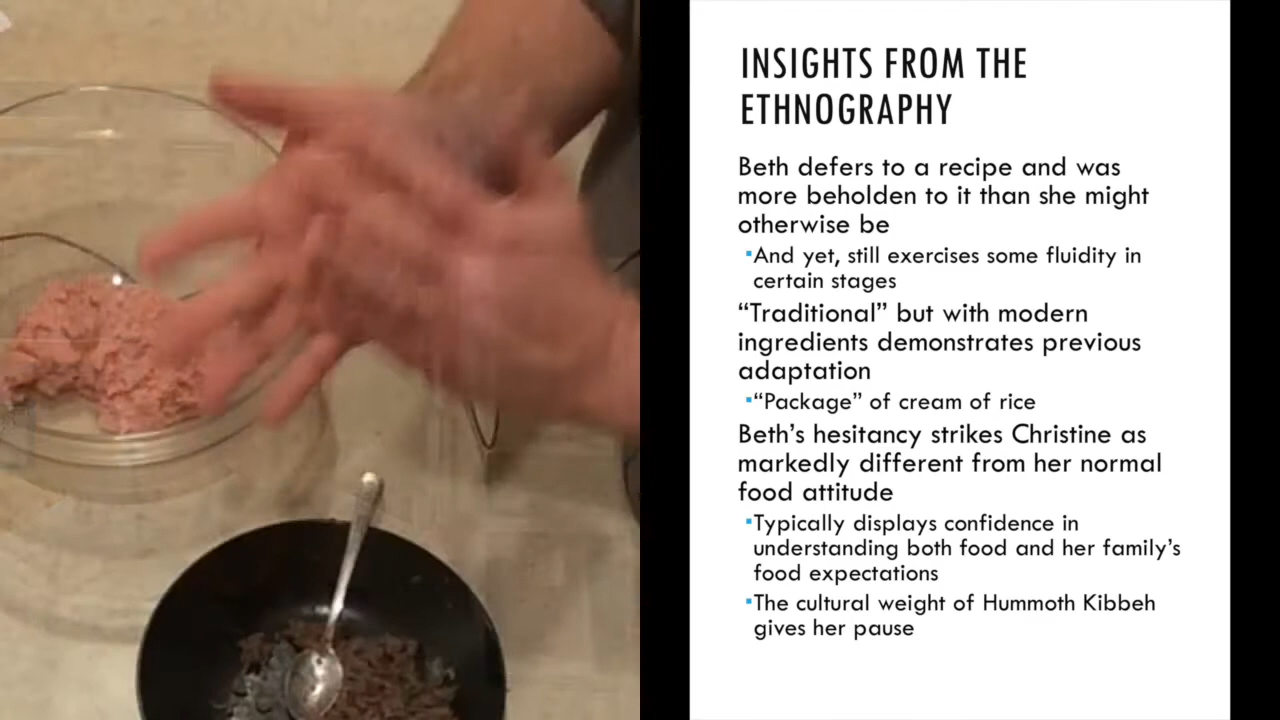 INSIGHTS FROM THE
ETHNOGRAPHY
Beth defers to a recipe and was
more beholden to it than she might
otherwise be
▪And yet, still exercises some fluidity in
certain stages
“Traditional” but with modern
ingredients demonstrates previous
adaptation
▪“Package” of cream of rice
Beth’s hesitancy strikes Christine as
markedly different from her normal
food attitude
▪Typically displays confidence in
understanding both food and her family’s
food expectations
▪The cultural weight of Hummoth Kibbeh
gives her pause